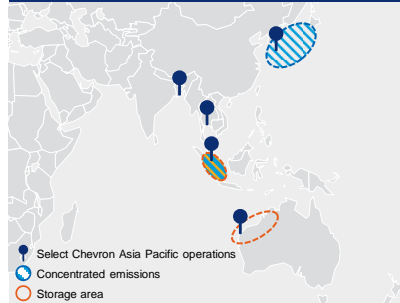 Select Chevron Asia Pacific operations
Concentrated emissions
Storage area